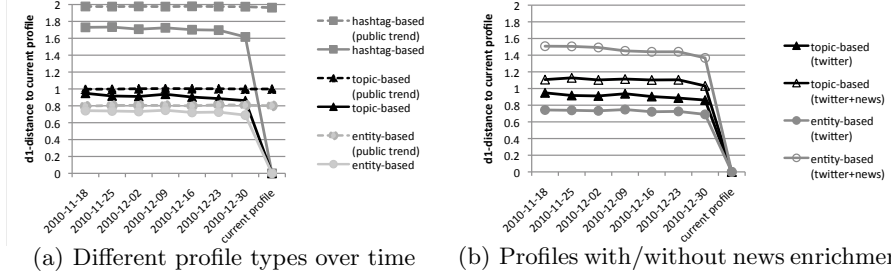 d1-distance to current profile
2
1.8
1.6
1.4
1.2
1
0.8
0.6
0.4
0.2
0
2010-11-18
2010-11-25
2010-12-02
2010-12-09
2010-12-16
2010-12-23
2010-12-30
current profile
hashtag-based
(public trend)
hashtag-based
topic-based
(public trend)
topic-based
entity-based
(public trend)
entity-based
(a) Different profile types over time
d1-distance to current profile
2
1.8
1.6
1.4
1.2
1
0.8
0.6
0.4
0.2
0
2010-11-18
2010-11-25
2010-12-02
2010-12-09
2010-12-16
2010-12-23
2010-12-30
current profile
topic-based
(twitter)
topic-based
(twitter+news)
entity-based
(twitter)
entity-based
(twitter+news)
(b) Profiles with/without news enrichmen